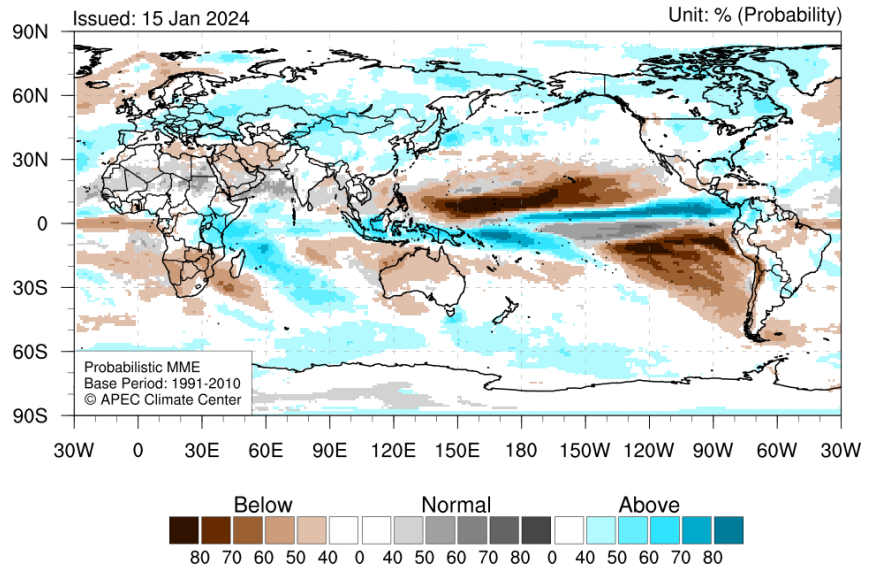 Issued: 15 Jan 2024
Unit: % (Probability)
90N
60N
30N
0
30S
60S
90S
Probabilistic MME
Base Period: 1991-2010
© APEC Climate Center
30W 0 30E 60E 90E 120E 150E 180 150W 120W 90W 60W 30W
Below Normal Above
80 70 60 50 40 0 40 50 60 70 80 0 40 50 60 70 80